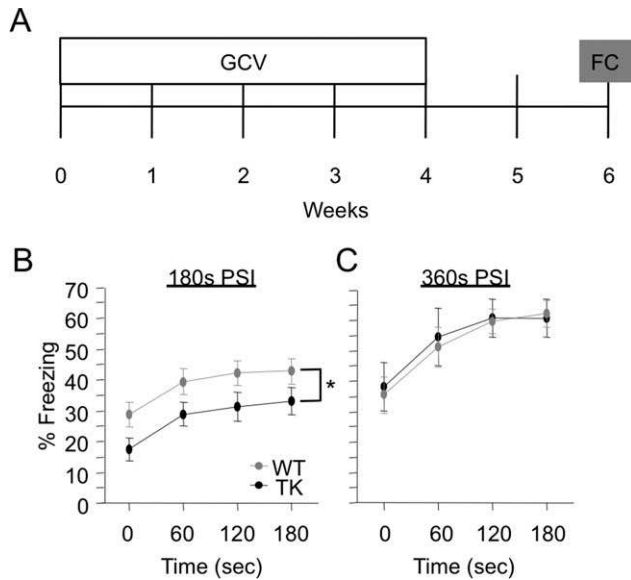 A
GCV
FC
0 1 2 3 4 5 6
Weeks
B
180s PSI
C
360s PSI
% Freezing
70
60
50
40
30
20
10
0
*
WT
TK
0 60 120 180
0 60 120 180
Time (sec)
Time (sec)